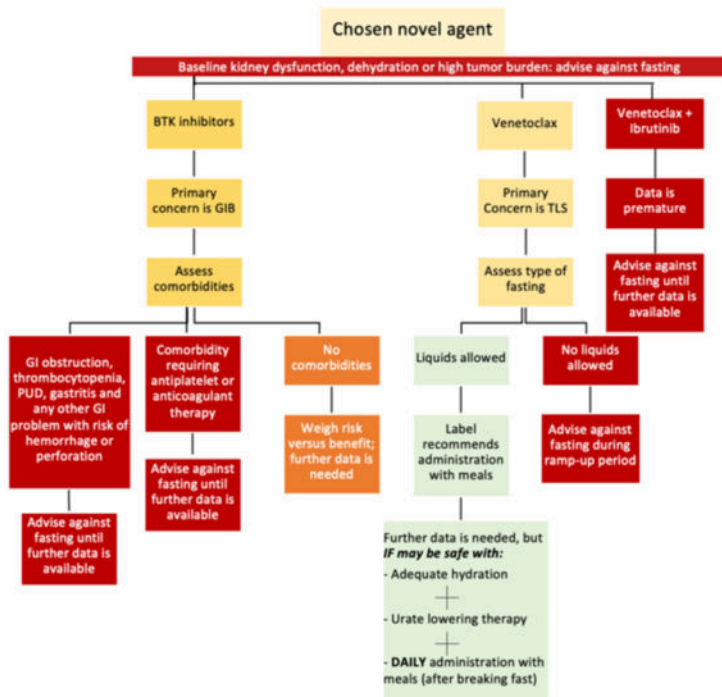 Chosen novel agent
Baseline kidney dysfunction, dehydration or high tumor burden: advise against fasting
BTK inhibitors
Venetoclax
Venetoclax +
Ibrutinib
Primary
concern is GIB
Primary
Concern is TLS
Data is
premature
Assess
comorbidities
Assess type of
fasting
Advise against
fasting until
further data is
available
GI obstruction,
thrombocytopenia,
PUD, gastritis and
any other GI
problem with risk of
hemorrhage or
perforation
Comorbidity
requiring
antiplatelet or
anticoagulant
therapy
No
comorbidities
Liquids allowed
No liquids
allowed
Advise against
fasting until
further data is
available
Advise against
fasting until
further data is
available
Weigh risk
versus benefit;
further data is
needed
Label
recommends
administration
with meals
Advise against
fasting during
ramp-up period
Further data is needed, but
IF may be safe with:
- Adequate hydration
- Urate lowering therapy
- DAILY administration with
meals (after breaking fast)